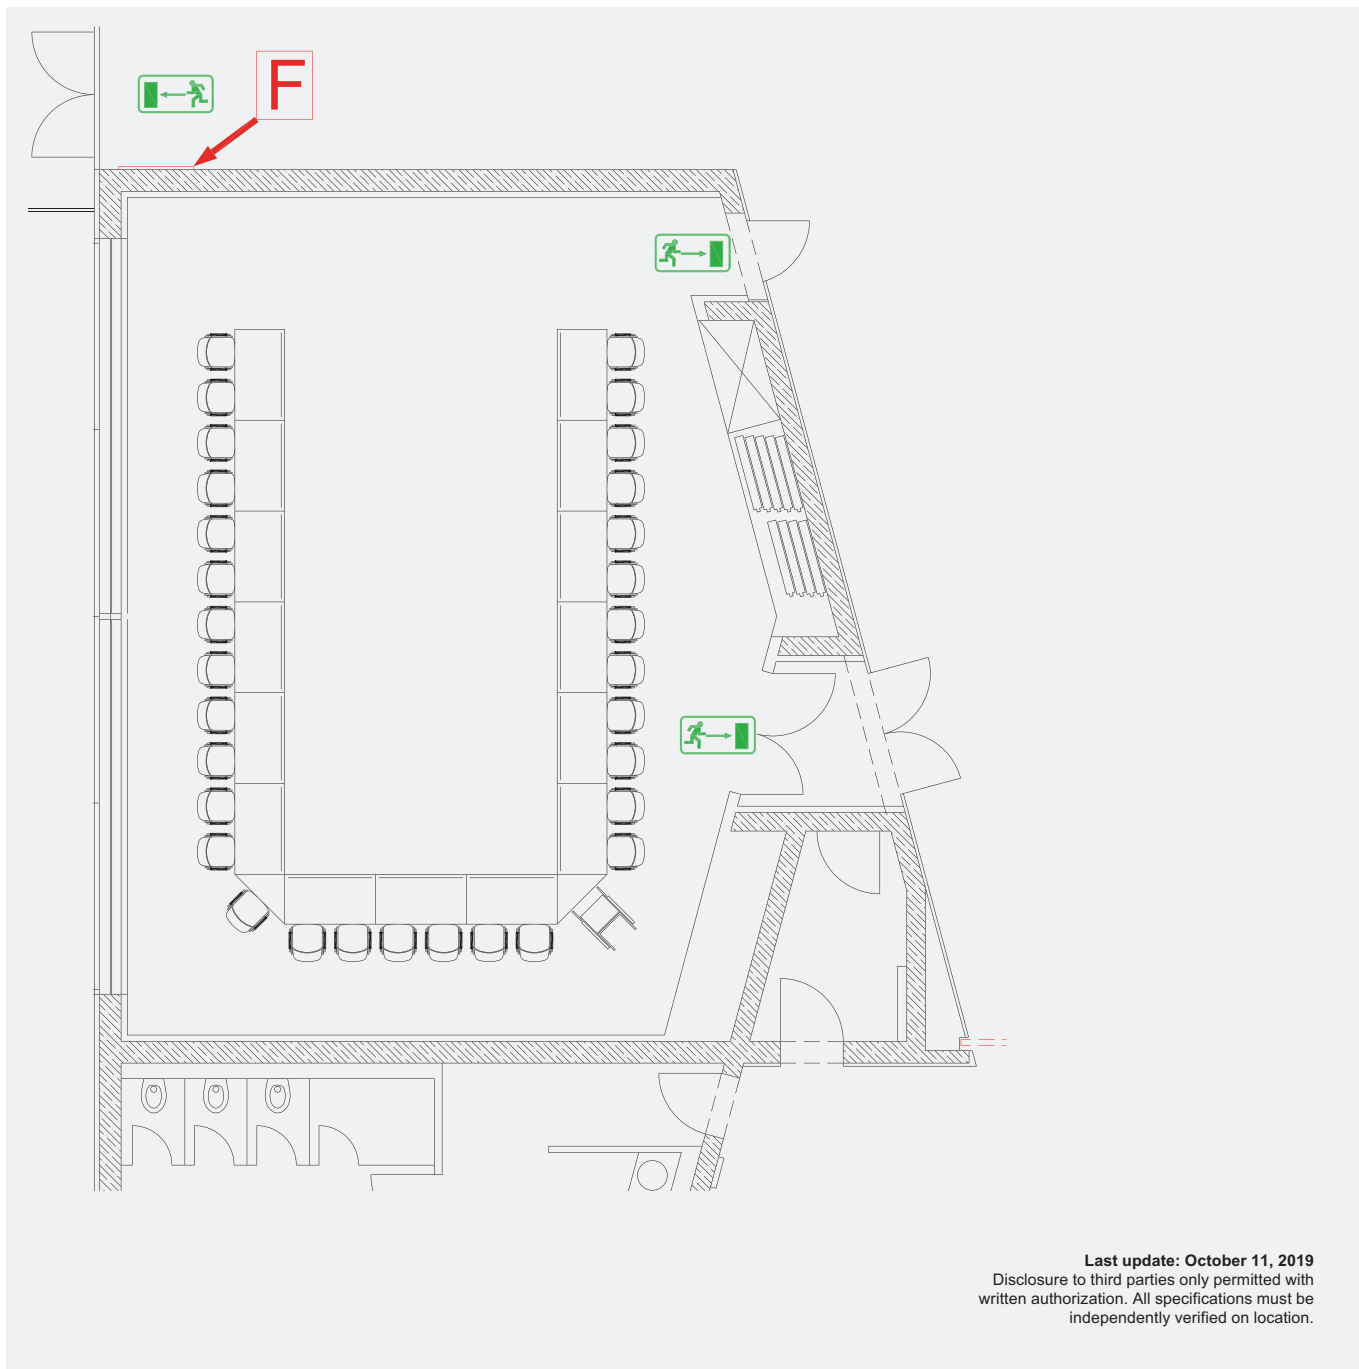 F
Last update: October 11, 2019
Disclosure to third parties only permitted with
written authorization. All specifications must be
independently verified on location.